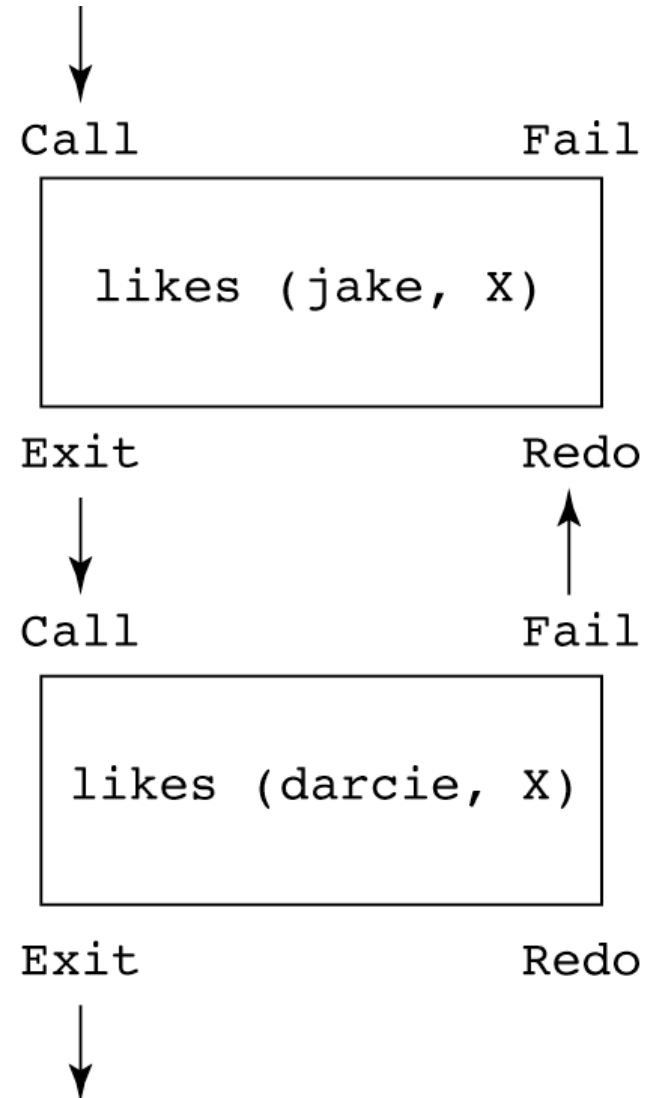 Call Fail
likes (jake, X)
Exit Redo
Call Fail
likes (darcie, X)
Exit Redo